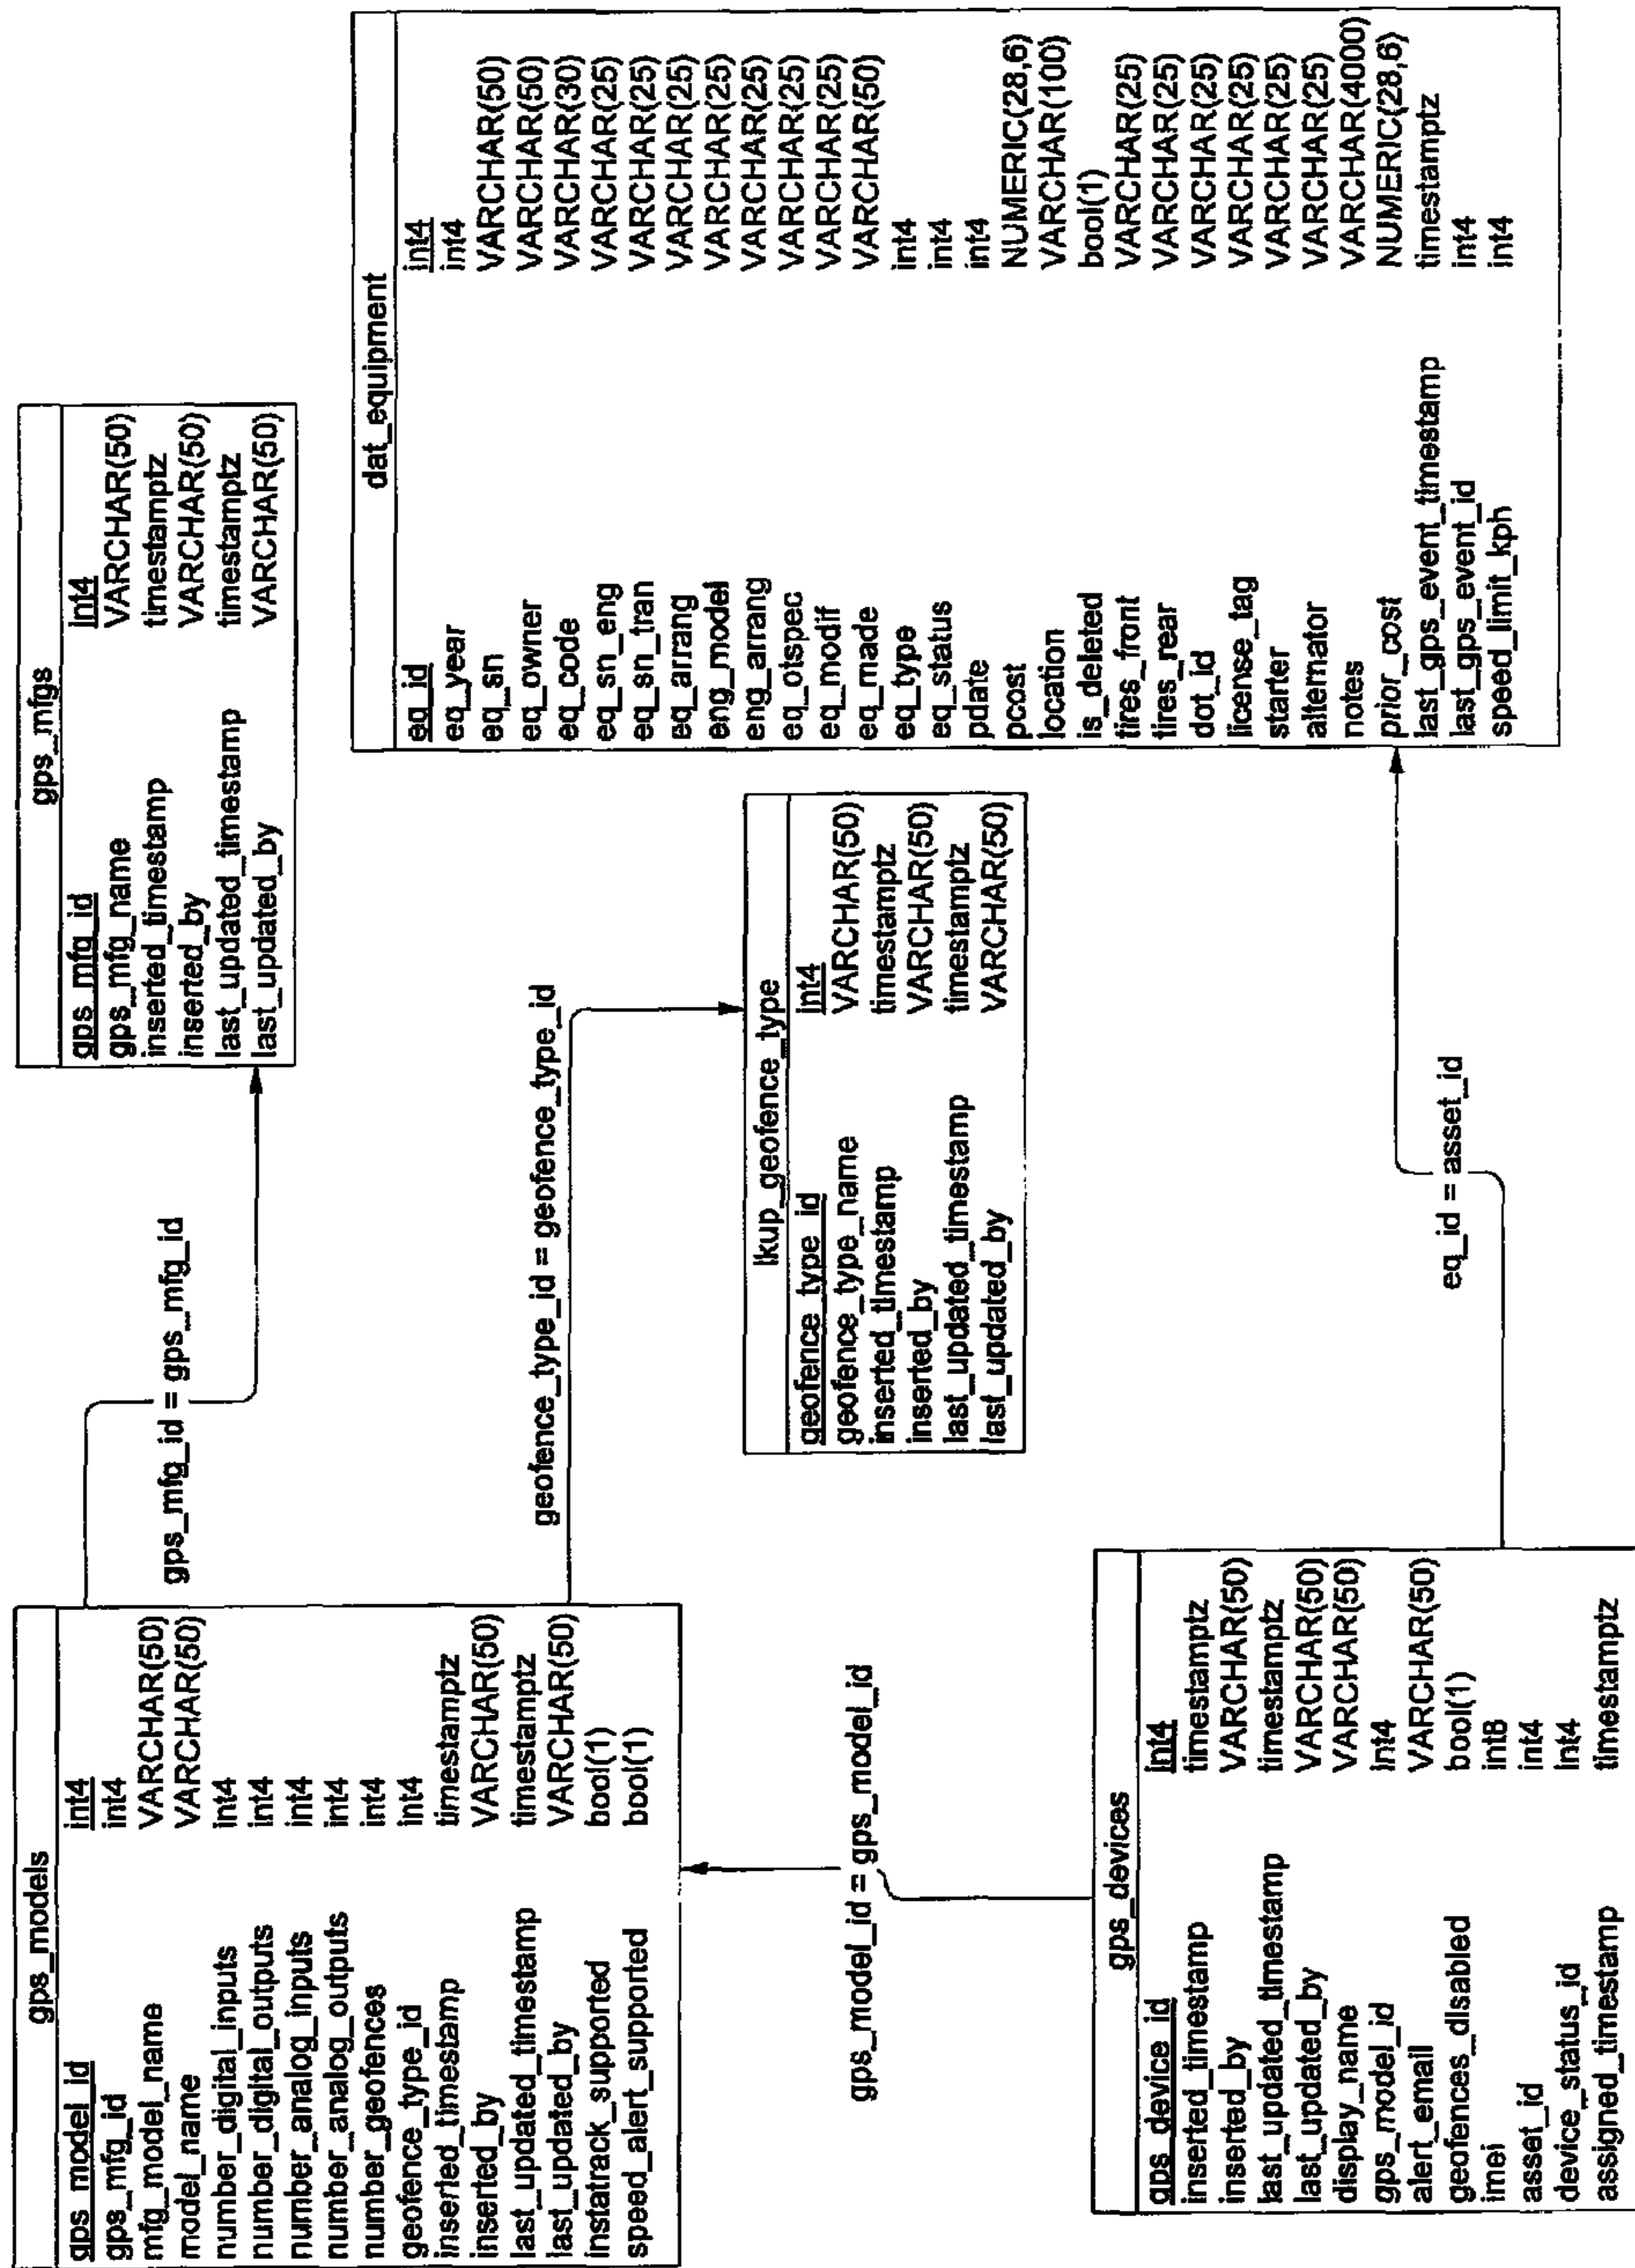 gps_models
gps_model_id int4
gps_mfg_id int4
mfg_model_name VARCHAR(50)
model_name VARCHAR(50)
number_digital_inputs int4
number_digital_outputs int4
number_analog_inputs int4
number_analog_outputs int4
number_geofences int4
geofence_type_id int4
inserted_timestamp timestamptz
inserted_by VARCHAR(50)
last_updated_timestamp timestamptz
last_updated_by VARCHAR(50)
instatrack_supported bool(1)
speed_alert_supported bool(1)
gps_mfg_id = gps_mfg_id
gps_mfgs
gps_mfg_id int4
gps_mfg_name VARCHAR(50)
inserted_timestamp timestamptz
inserted_by VARCHAR(50)
last_updated_timestamp timestamptz
last_updated_by VARCHAR(50)
geofence_type_id = geofence_type_id
lkup_geofence_type
geofence_type_id int4
geofence_type_name VARCHAR(50)
inserted_timestamp timestamptz
inserted_by VARCHAR(50)
last_updated_timestamp timestamptz
last_updated_by VARCHAR(50)
dat_equipment
eq_id int4
eq_year int4
eq_sn VARCHAR(50)
eq_owner VARCHAR(50)
eq_code VARCHAR(30)
eq_sn_eng VARCHAR(25)
eq_sn_tran VARCHAR(25)
eq_arrang VARCHAR(25)
eng_model VARCHAR(25)
eng_arrang VARCHAR(25)
eq_otspec VARCHAR(25)
eq_modif VARCHAR(25)
eq_made VARCHAR(50)
eq_type int4
eq_status int4
pdate int4
pcost NUMERIC(28,6)
location VARCHAR(100)
is_deleted bool(1)
tires_front VARCHAR(25)
tires_rear VARCHAR(25)
dot_id VARCHAR(25)
license_tag VARCHAR(25)
starter VARCHAR(25)
alternator VARCHAR(25)
notes VARCHAR(4000)
prior_cost NUMERIC(28,6)
last_gps_event_timestamp timestamptz
last_gps_event_id int4
speed_limit_kph int4
gps_model_id = gps_model_id
gps_devices
gps_device_id int4
inserted_timestamp timestamptz
inserted_by VARCHAR(50)
last_updated_timestamp timestamptz
last_updated_by VARCHAR(50)
display_name VARCHAR(50)
gps_model_id int4
alert_email VARCHAR(50)
geofences_disabled bool(1)
imei int8
asset_id int4
device_status_id int4
assigned_timestamp timestamptz
eq_id = asset_id